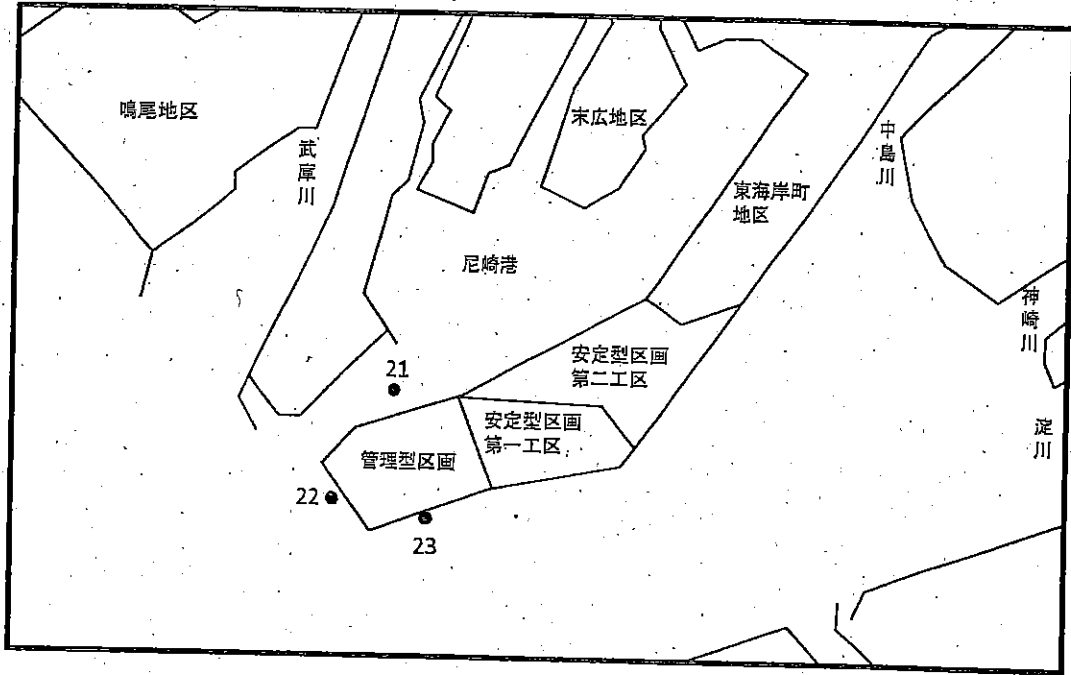 鳴尾地区
武庫川
末広地区
中島川
東海岸町
地区
尼崎港
神崎川
安定型区画
第二工区
21
安定型区画
第一工区
淀川
管理型区画
22
23